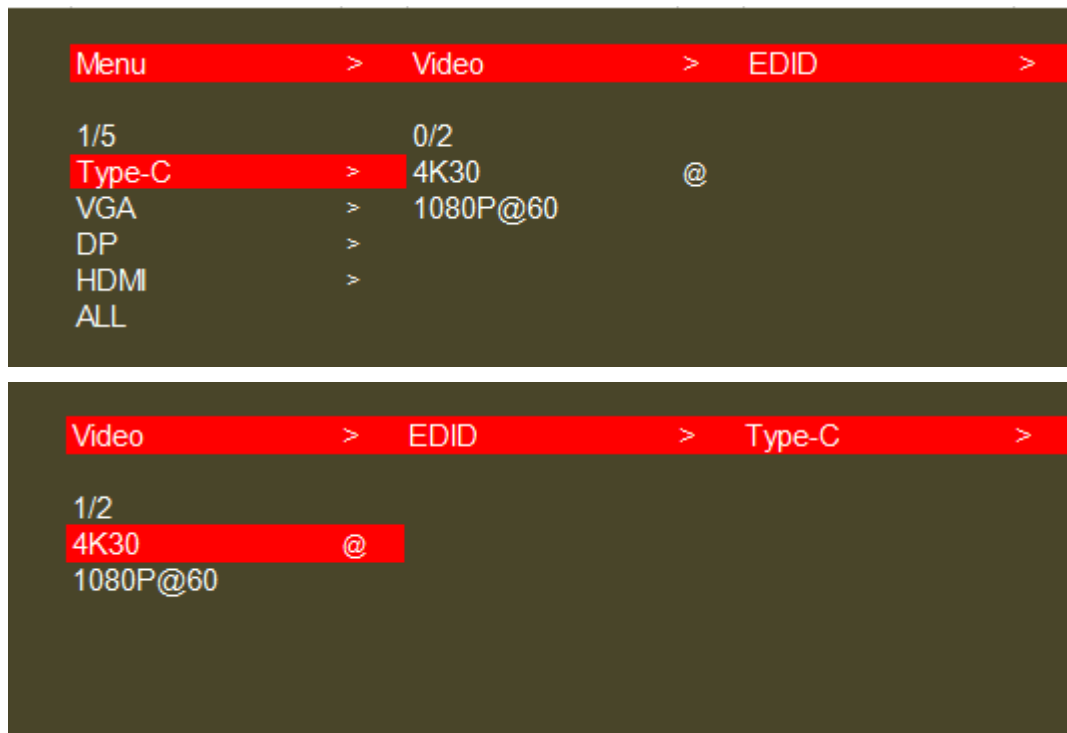 Menu > Video > EDID >
1/5 0/2
Type-C > 4K30 @
VGA > 1080P@60
DP >
HDMI >
ALL
Video > EDID > Type-C >
1/2
4K30 @
1080P@60